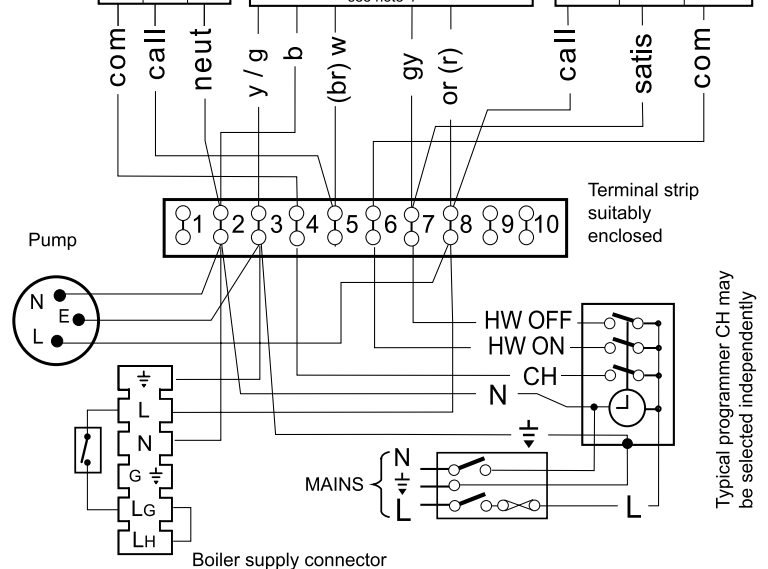 com
call
neut
y / g
b
(br) w
gy
or (r)
call
satis
com
1 2 3 4 5 6 7 8 9 10
Terminal strip
suitably
enclosed
Pump
N
E
L
HW OFF
HW ON
CH
N
L
N
G
LG
LH
MAINS
N
L
L
Boiler supply connector
Typical programmer CH may
be selected independently